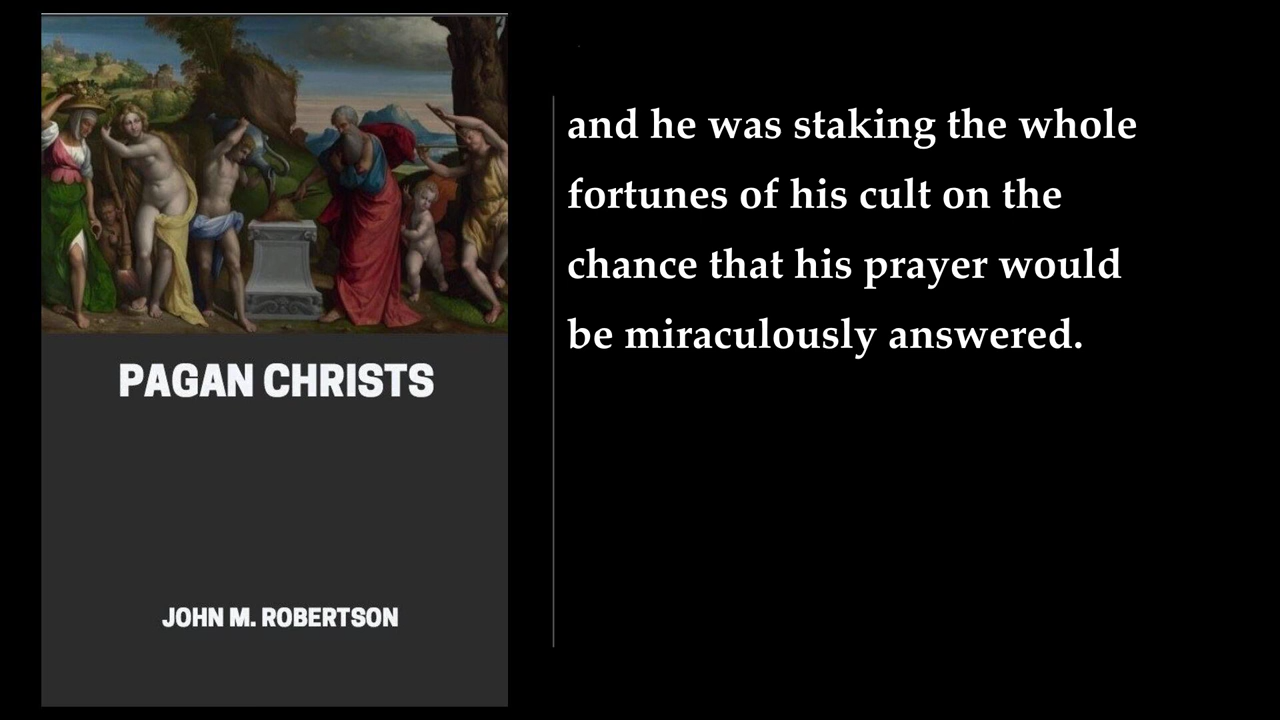 PAGAN CHRISTS
JOHN M. ROBERTSON
and he was staking the whole
fortunes of his cult on the
chance that his prayer would
be miraculously answered.